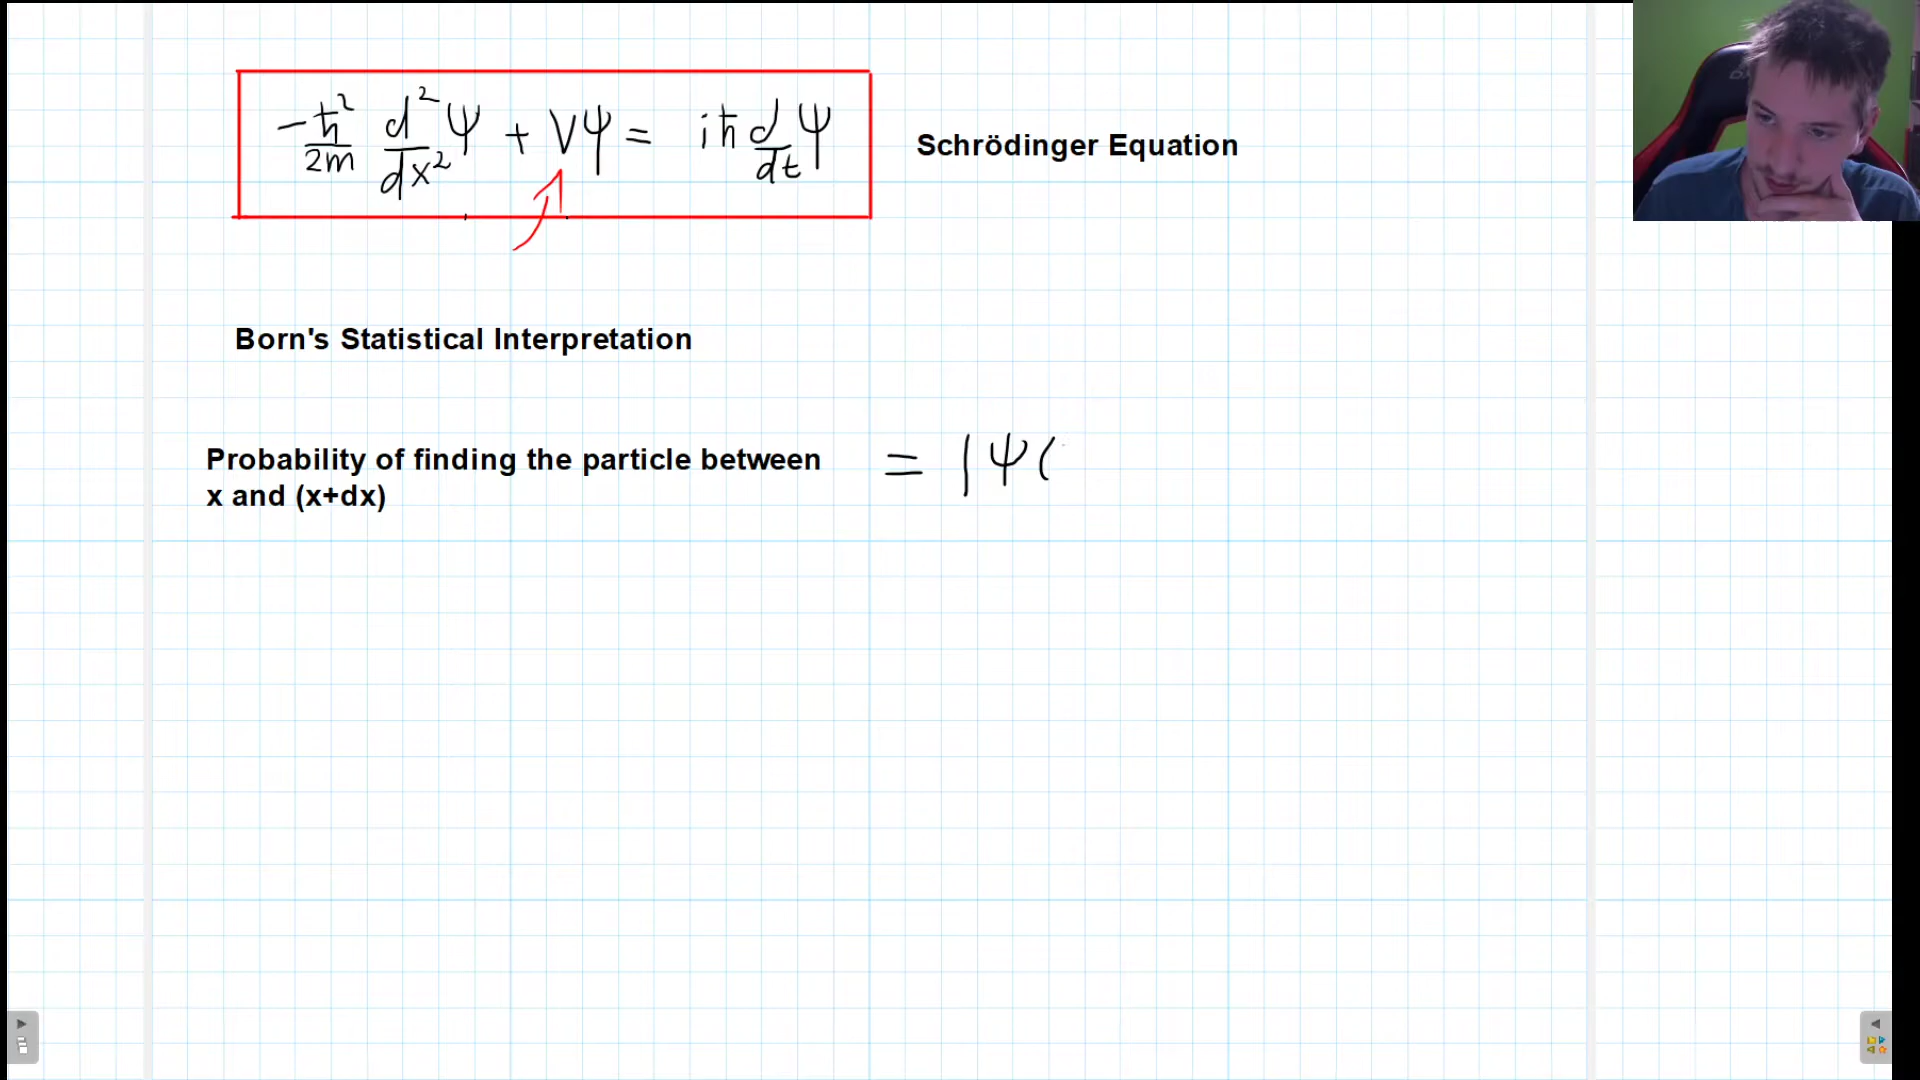 -ħ²/2m d²/dx² Ψ + VΨ = iħ d/dt Ψ
Schrödinger Equation
Born's Statistical Interpretation
Probability of finding the particle between = |Ψ(
x and (x+dx)